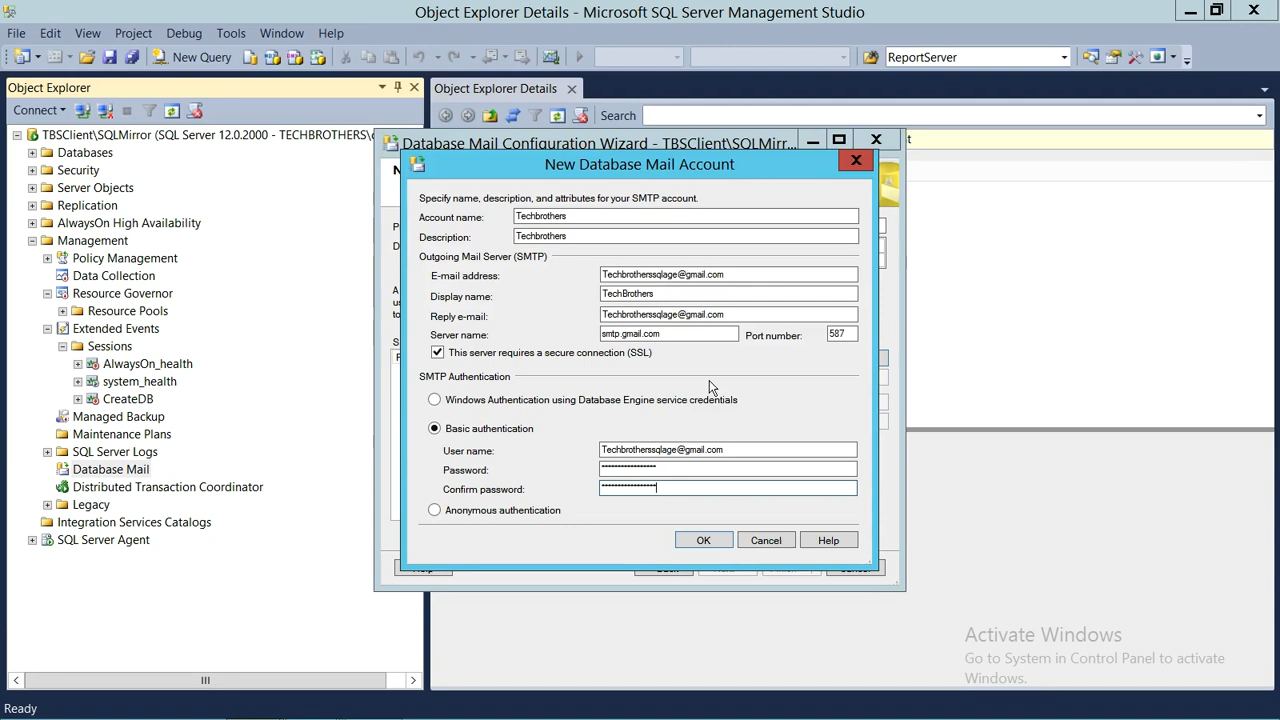 Object Explorer Details - Microsoft SQL Server Management Studio
File Edit View Project Debug Tools Window Help
New Query ReportServer
Object Explorer
Object Explorer Details
Connect
Search
TBSClient\SQLMirror (SQL Server 12.0.2000 - TECHBROTHERS\
Databases
Security
Server Objects
Replication
AlwaysOn High Availability
Management
Policy Management
Data Collection
Resource Governor
Resource Pools
Extended Events
Sessions
AlwaysOn_health
system_health
CreateDB
Managed Backup
Maintenance Plans
SQL Server Logs
Database Mail
Distributed Transaction Coordinator
Legacy
Integration Services Catalogs
SQL Server Agent
Database Mail Configuration Wizard - TBSClient\SQLMirr...
New Database Mail Account
Specify name, description, and attributes for your SMTP account.
Account name: Techbrothers
Description: Techbrothers
Outgoing Mail Server (SMTP)
E-mail address: Techbrotherssqlage@gmail.com
Display name: TechBrothers
Reply e-mail: Techbrotherssqlage@gmail.com
Server name: smtp.gmail.com Port number: 587
This server requires a secure connection (SSL)
SMTP Authentication
Windows Authentication using Database Engine service credentials
Basic authentication
User name: Techbrotherssqlage@gmail.com
Password:
Confirm password:
Anonymous authentication
OK Cancel Help
Activate Windows
Go to System in Control Panel to activate
Windows.
Ready